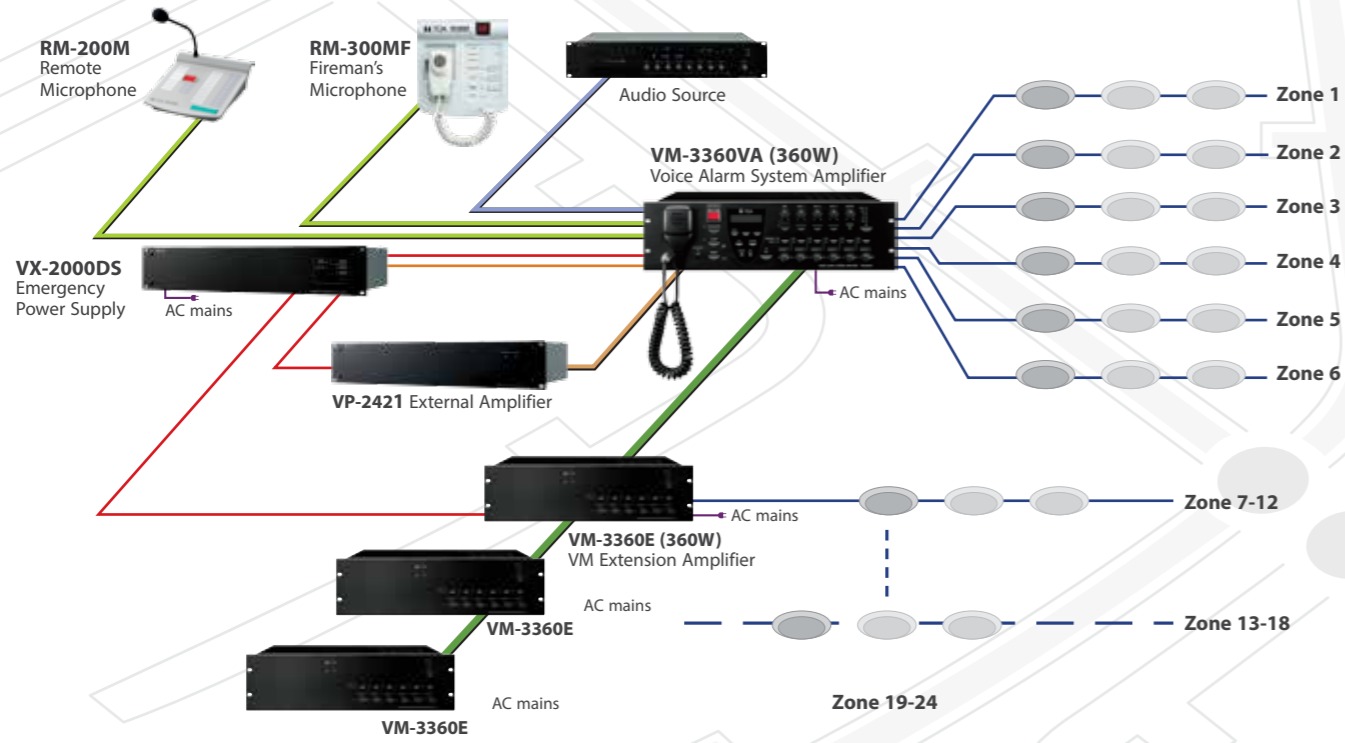 RM-200M
Remote
Microphone
RM-300MF
Fireman's
Microphone
TOA
Audio Source
VM-3360VA (360W)
Voice Alarm System Amplifier
Zone 1
Zone 2
Zone 3
Zone 4
Zone 5
Zone 6
VX-2000DS
Emergency
Power Supply
AC mains
AC mains
VP-2421 External Amplifier
AC mains
Zone 7-12
VM-3360E (360W)
VM Extension Amplifier
AC mains
VM-3360E
Zone 13-18
AC mains
VM-3360E
Zone 19-24